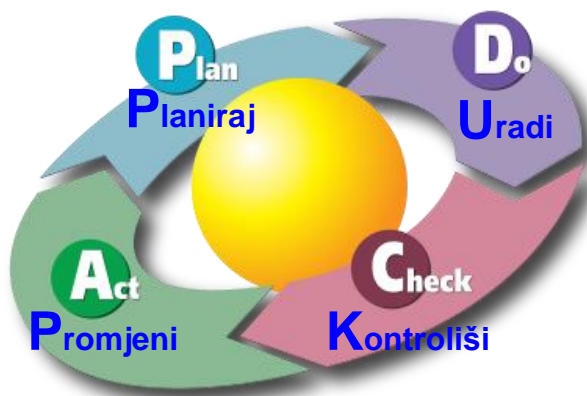 Plan
Planiraj
Do
Uradi
Act
Promjeni
Check
Kontroliši